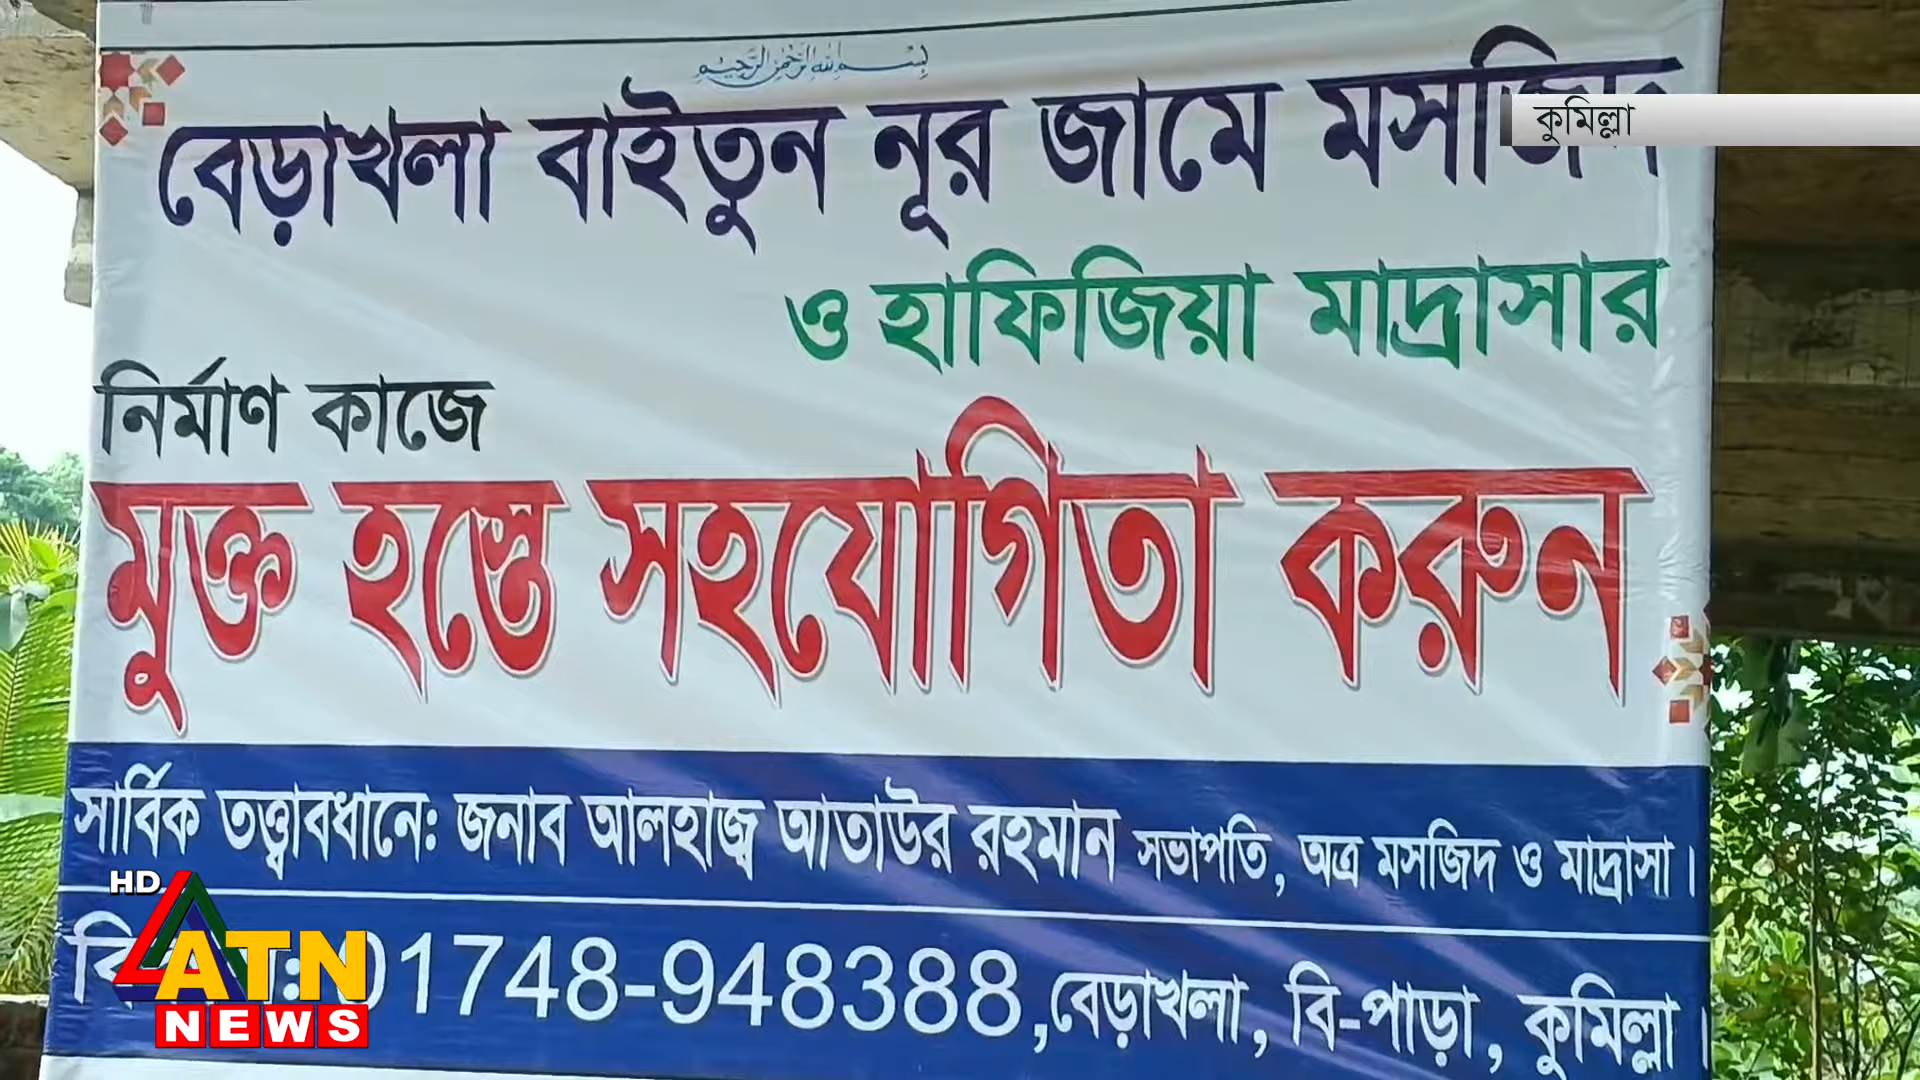 بسم الله الرحمن الرحيم
বেড়াখলা বাইতুন নূর জামে মসজিদ
কুমিল্লা
ও হাফিজিয়া মাদ্রাসার
নির্মাণ কাজে
মুক্ত হস্তে সহযোগিতা করুন
সার্বিক তত্ত্বাবধানে: জনাব আলহাজ্ব আতাউর রহমান সভাপতি, অত্র মসজিদ ও মাদ্রাসা।
01748-948388, বেড়াখলা, বি-পাড়া, কুমিল্লা।
HD
ATN
NEWS